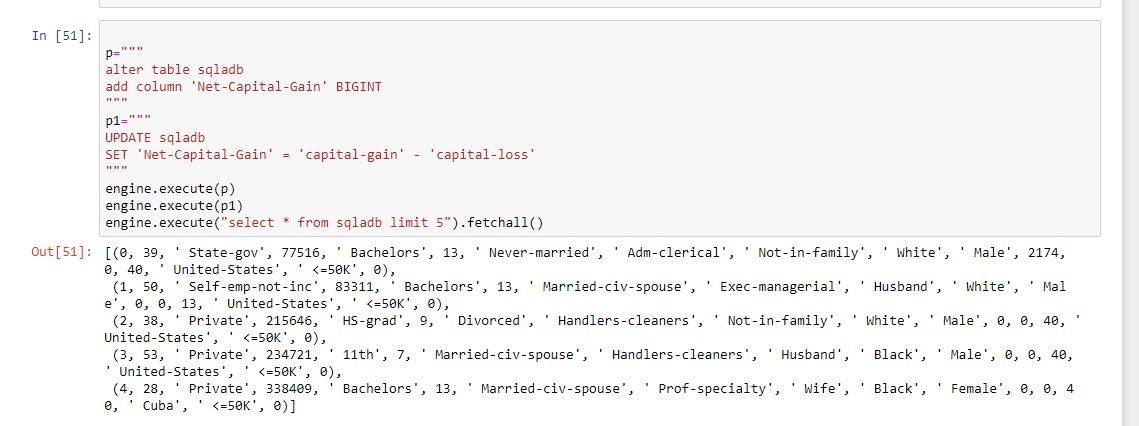 In [51]:
p="""
alter table sqladb
add column 'Net-Capital-Gain' BIGINT
"""
p1="""
UPDATE sqladb
SET 'Net-Capital-Gain' = 'capital-gain' - 'capital-loss'
"""
engine.execute(p)
engine.execute(p1)
engine.execute("select * from sqladb limit 5").fetchall()
Out[51]: [(0, 39, ' State-gov', 77516, ' Bachelors', 13, ' Never-married', ' Adm-clerical', ' Not-in-family', ' White', ' Male', 2174,
0, 40, ' United-States', ' <=50K', 0),
(1, 50, ' Self-emp-not-inc', 83311, ' Bachelors', 13, ' Married-civ-spouse', ' Exec-managerial', ' Husband', ' White', ' Mal
e', 0, 0, 13, ' United-States', ' <=50K', 0),
(2, 38, ' Private', 215646, ' HS-grad', 9, ' Divorced', ' Handlers-cleaners', ' Not-in-family', ' White', ' Male', 0, 0, 40, '
United-States', ' <=50K', 0),
(3, 53, ' Private', 234721, ' 11th', 7, ' Married-civ-spouse', ' Handlers-cleaners', ' Husband', ' Black', ' Male', 0, 0, 40,
' United-States', ' <=50K', 0),
(4, 28, ' Private', 338409, ' Bachelors', 13, ' Married-civ-spouse', ' Prof-specialty', ' Wife', ' Black', ' Female', 0, 0, 4
0, ' Cuba', ' <=50K', 0)]